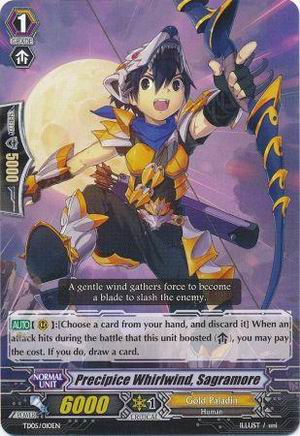 1
GRADE
5000
A gentle wind gathers force to become
a blade to slash the enemy.
AUTO :[Choose a card from your hand, and discard it] When an
attack hits during the battle that this unit boosted, you may
pay the cost. If you do, draw a card.
NORMAL
UNIT
Precipice Whirlwind, Sagramore
POWER
6000
1
CRITICAL
Gold Paladin
Human
TD05/010EN
ILLUST / uni